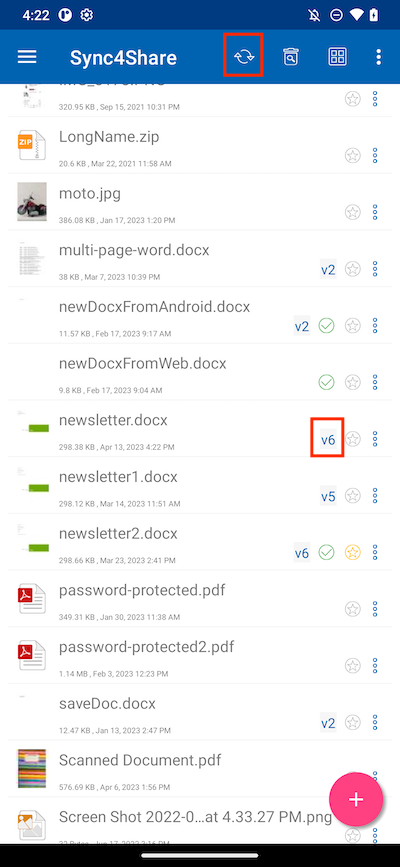 4:22
Sync4Share
320.95 KB , Sep 15, 2021 10:31 PM
LongName.zip
ZIP
20.6 KB , Mar 22, 2021 11:58 AM
moto.jpg
386.08 KB , Jan 17, 2023 1:20 PM
multi-page-word.docx
v2
38 KB , Mar 7, 2023 10:39 PM
newDocxFromAndroid.docx
v2
11.57 KB , Feb 17, 2023 9:17 AM
newDocxFromWeb.docx
9.8 KB , Feb 17, 2023 9:04 AM
newsletter.docx
v6
298.38 KB , Apr 13, 2023 4:22 PM
newsletter1.docx
v5
298.12 KB , Mar 14, 2023 11:51 AM
newsletter2.docx
v6
298.66 KB , Mar 23, 2023 2:41 PM
password-protected.pdf
349.31 KB , Jan 30, 2023 11:38 AM
password-protected2.pdf
1.14 MB , Feb 3, 2023 12:23 PM
saveDoc.docx
v2
12.47 KB , Jan 13, 2023 2:47 PM
Scanned Document.pdf
576.69 KB , Apr 6, 2023 1:56 PM
Screen Shot 2022-0...at 4.33.27 PM.png